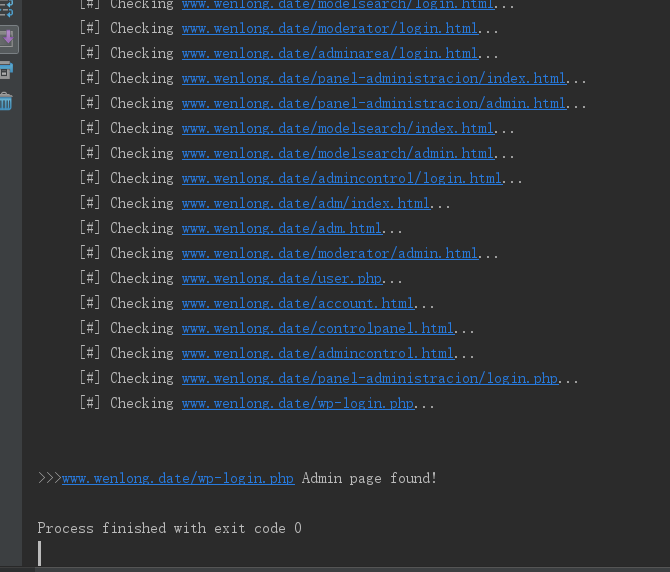 [#] Checking www.wenlong.date/modelsearch/login.html...
[#] Checking www.wenlong.date/moderator/login.html...
[#] Checking www.wenlong.date/adminarea/login.html...
[#] Checking www.wenlong.date/panel-administracion/index.html...
[#] Checking www.wenlong.date/panel-administracion/admin.html...
[#] Checking www.wenlong.date/modelsearch/index.html...
[#] Checking www.wenlong.date/modelsearch/admin.html...
[#] Checking www.wenlong.date/admincontrol/login.html...
[#] Checking www.wenlong.date/adm/index.html...
[#] Checking www.wenlong.date/adm.html...
[#] Checking www.wenlong.date/moderator/admin.html...
[#] Checking www.wenlong.date/user.php...
[#] Checking www.wenlong.date/account.html...
[#] Checking www.wenlong.date/controlpanel.html...
[#] Checking www.wenlong.date/admincontrol.html...
[#] Checking www.wenlong.date/panel-administracion/login.php...
[#] Checking www.wenlong.date/wp-login.php...
>>>www.wenlong.date/wp-login.php Admin page found!
Process finished with exit code 0